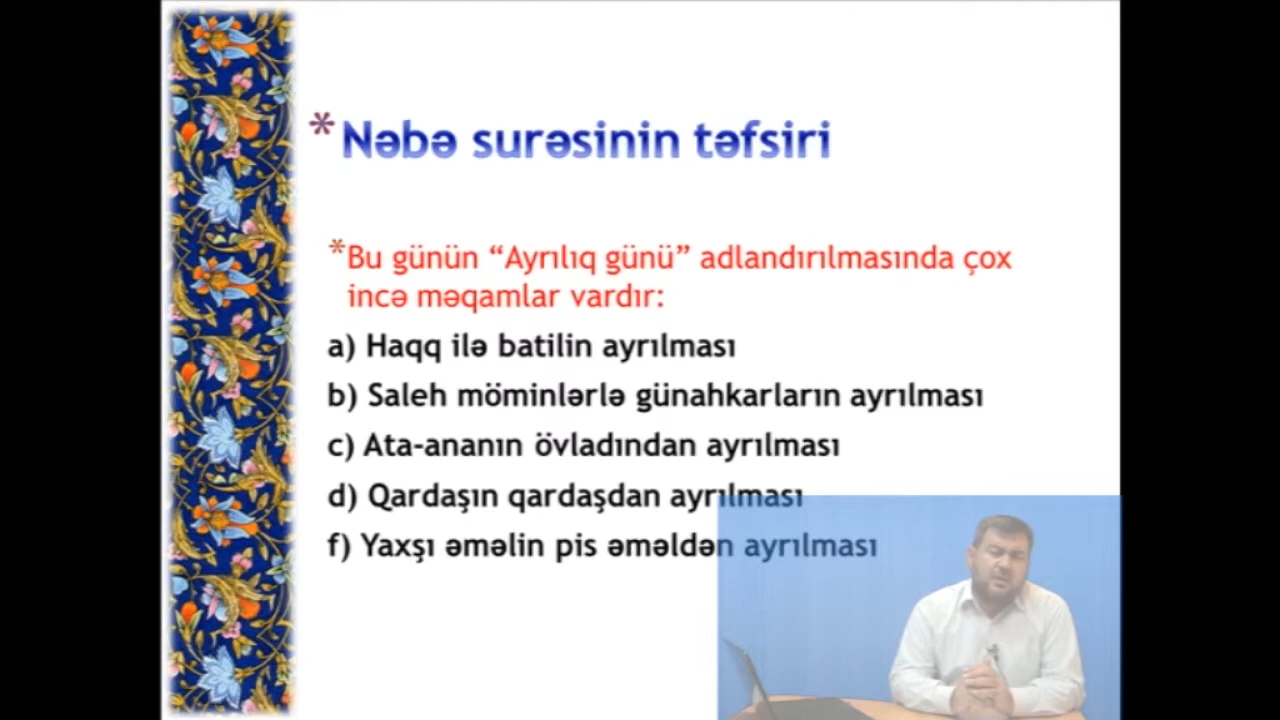 * Nəbə surəsinin təfsiri
* Bu günün “Ayrılıq günü” adlandırılmasında çox
incə məqamlar vardır:
a) Haqq ilə batilin ayrılması
b) Saleh möminlərlə günahkarların ayrılması
c) Ata-ananın övladından ayrılması
d) Qardaşın qardaşdan ayrılması
f) Yaxşı əməlin pis əməldən ayrılması